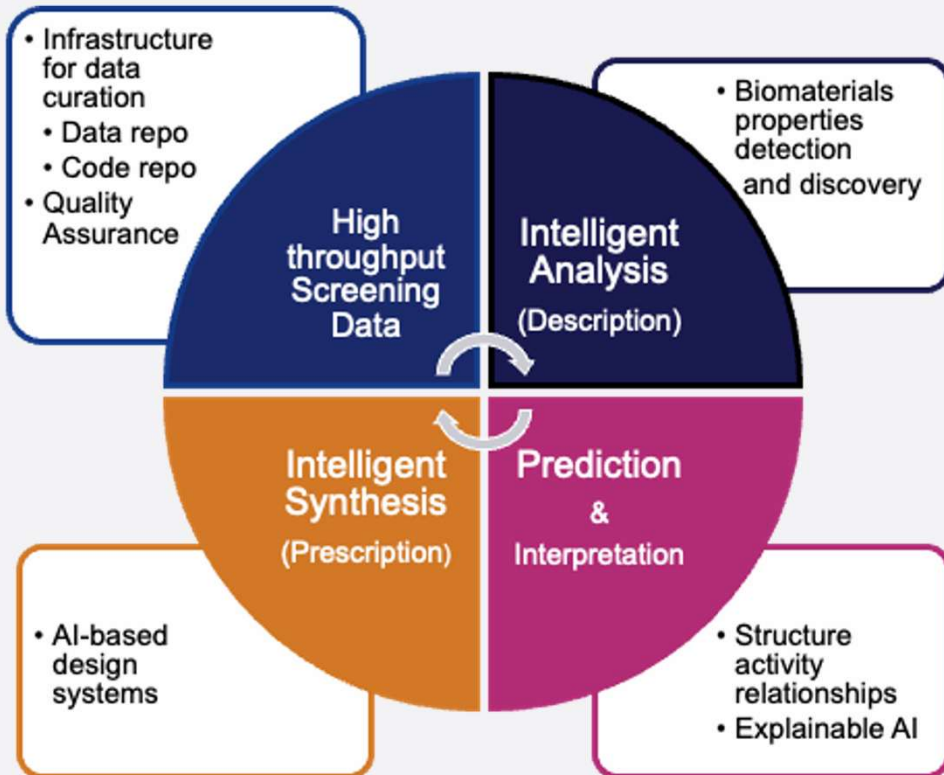 • Infrastructure
for data
curation
• Data repo
• Code repo
• Quality
Assurance
High
throughput
Screening
Data
Intelligent
Analysis
(Description)
• Biomaterials
properties
detection
and discovery
Intelligent
Synthesis
(Prescription)
• AI-based
design
systems
Prediction
&
Interpretation
• Structure
activity
relationships
• Explainable AI